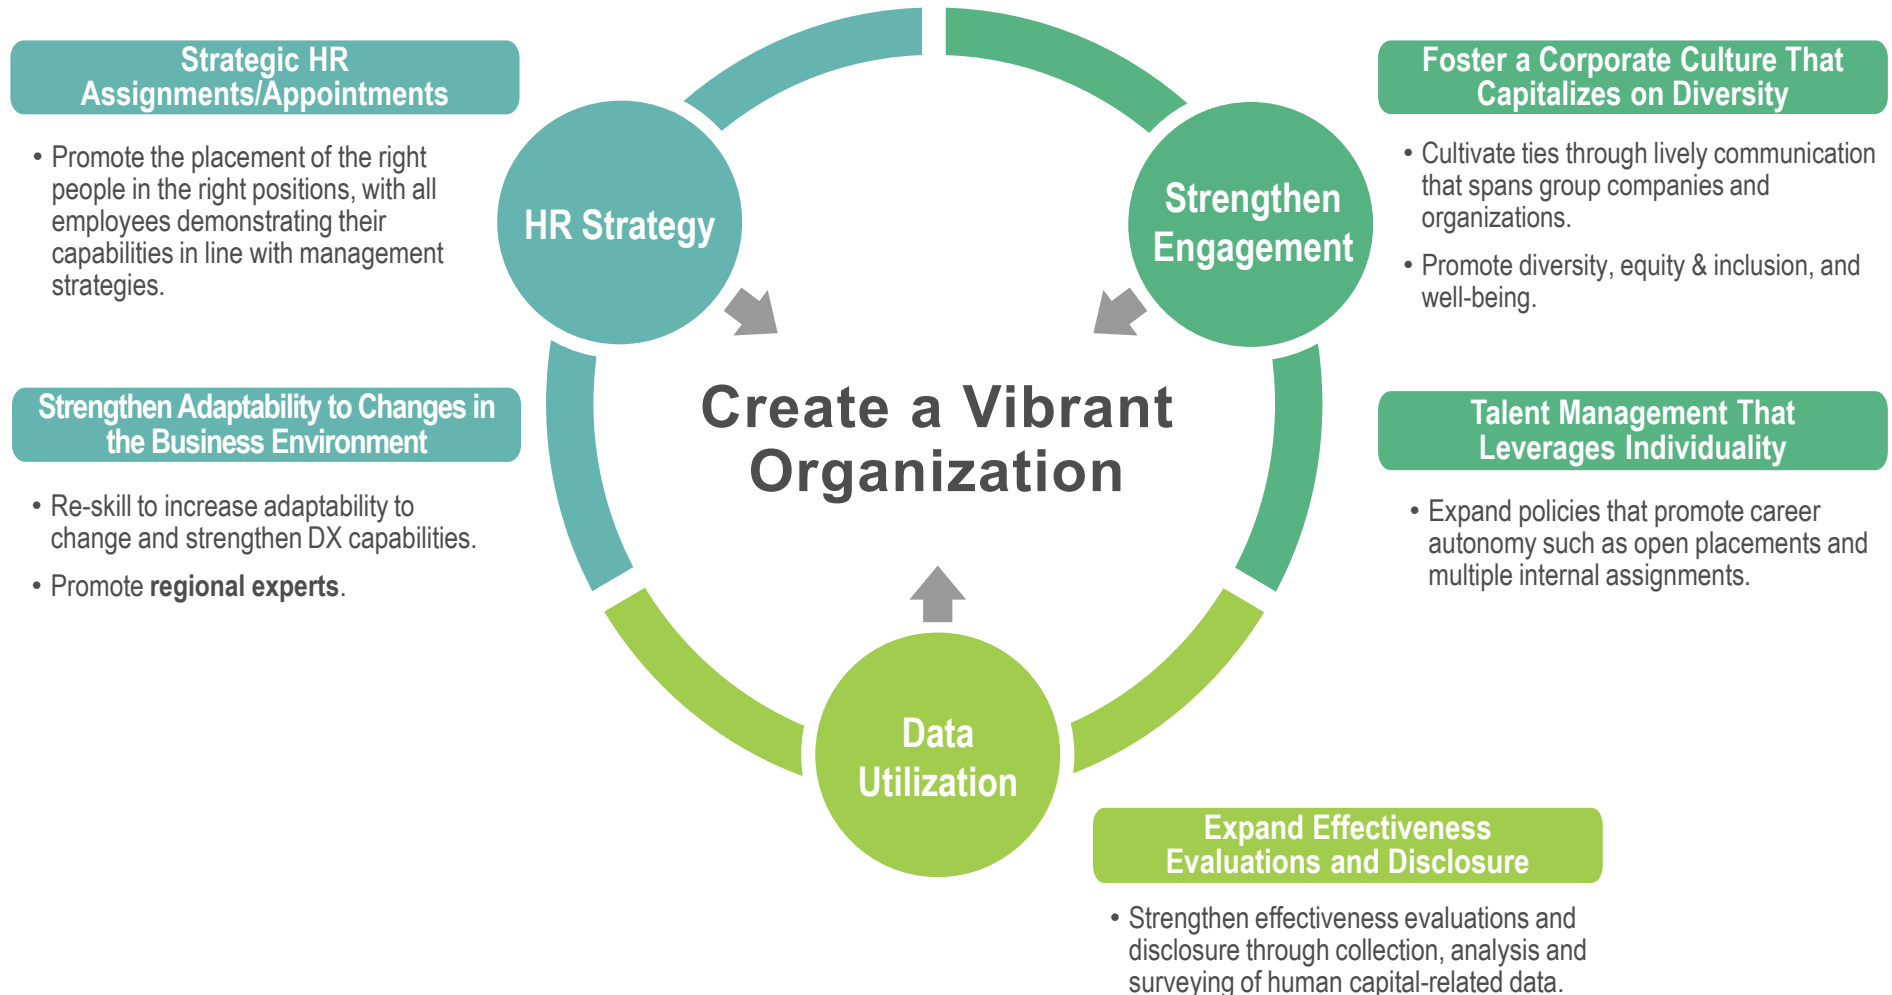 Strategic HR
Assignments/Appointments
• Promote the placement of the right
people in the right positions, with all
employees demonstrating their
capabilities in line with management
strategies.
Strengthen Adaptability to Changes in
the Business Environment
• Re-skill to increase adaptability to
change and strengthen DX capabilities.
• Promote regional experts.
HR Strategy
Strengthen
Engagement
Create a Vibrant
Organization
Data
Utilization
Foster a Corporate Culture That
Capitalizes on Diversity
• Cultivate ties through lively communication
that spans group companies and
organizations.
• Promote diversity, equity & inclusion, and
well-being.
Talent Management That
Leverages Individuality
• Expand policies that promote career
autonomy such as open placements and
multiple internal assignments.
Expand Effectiveness
Evaluations and Disclosure
• Strengthen effectiveness evaluations and
disclosure through collection, analysis and
surveying of human capital-related data.